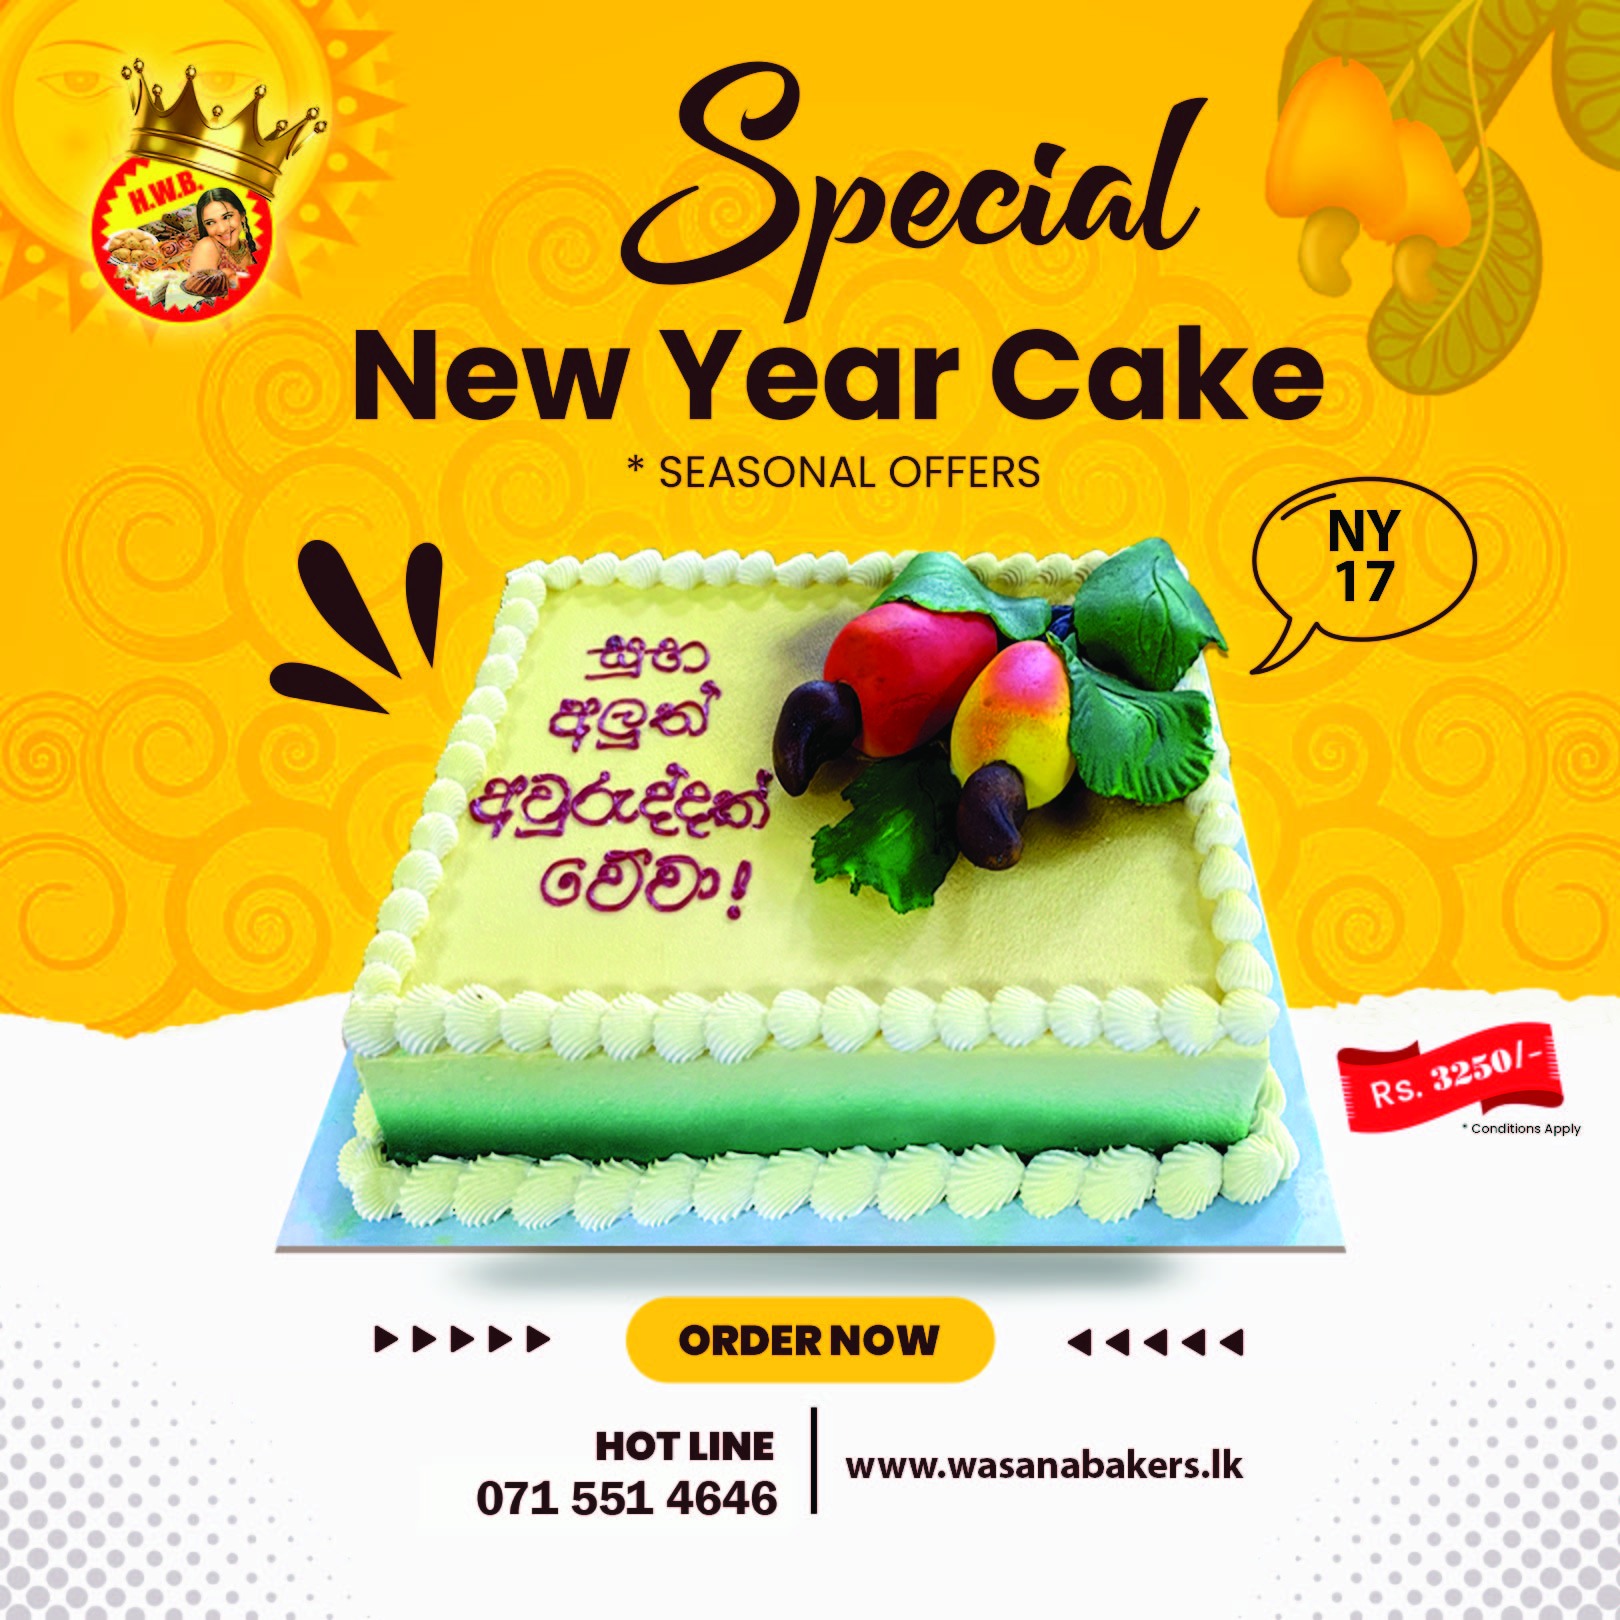 H.W.B.
Special
New Year Cake
* SEASONAL OFFERS
NY
17
සුභ
අලුත්
අවුරුද්දක්
වේවා!
Rs. 3250/-
* Conditions Apply
ORDER NOW
HOT LINE
071 551 4646
www.wasanabakers.lk